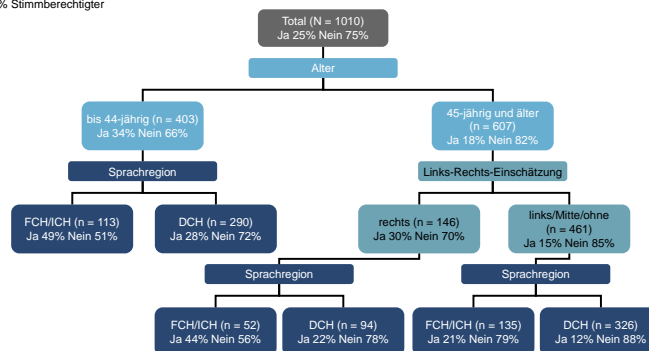 % Stimmberechtigter
Total (N = 1010)
Ja 25% Nein 75%
Alter
bis 44-jährig (n = 403)
Ja 34% Nein 66%
45-jährig und älter
(n = 607)
Ja 18% Nein 82%
Sprachregion
Links-Rechts-Einschätzung
FCH/ICH (n = 113)
Ja 49% Nein 51%
DCH (n = 290)
Ja 28% Nein 72%
rechts (n = 146)
Ja 30% Nein 70%
links/Mitte/ohne
(n = 461)
Ja 15% Nein 85%
Sprachregion
Sprachregion
FCH/ICH (n = 52)
Ja 44% Nein 56%
DCH (n = 94)
Ja 22% Nein 78%
FCH/ICH (n = 135)
Ja 21% Nein 79%
DCH (n = 326)
Ja 12% Nein 88%